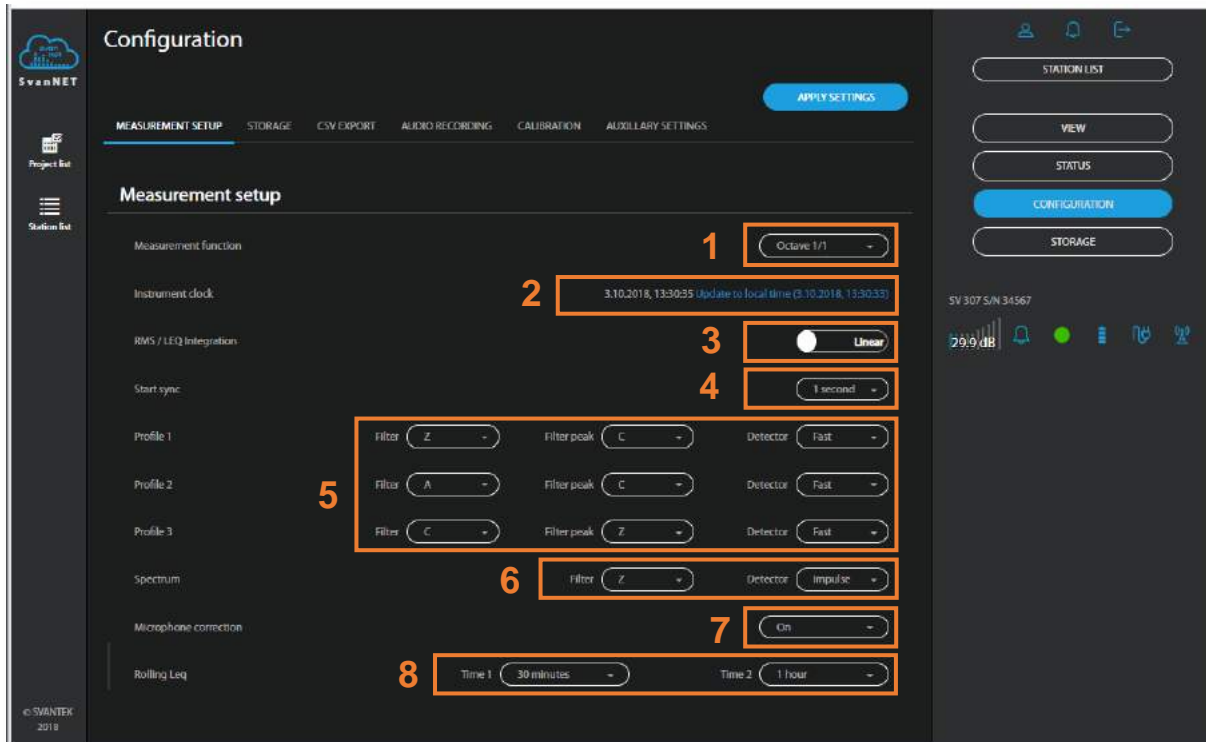 SvanNET
Project list
Station list
© SVANTEK
2018
Configuration
APPLY SETTINGS
MEASUREMENT SETUP STORAGE CSV EXPORT AUDIO RECORDING CALIBRATION AUXILLARY SETTINGS
Measurement setup
Measurement function 1 Octave 1/1
Instrument clock 2 3.10.2018, 13:30:35 Update to local time (3.10.2018, 13:30:33)
RMS / LEQ Integration 3 Linear
Start sync 4 1 second
Profile 1 Filter Z Filter peak C Detector Fast
Profile 2 5 Filter A Filter peak C Detector Fast
Profile 3 Filter C Filter peak Z Detector Fast
Spectrum 6 Filter Z Detector Impulse
Microphone correction 7 On
Rolling Leq 8 Time 1 30 minutes Time 2 1 hour
STATION LIST
VIEW
STATUS
CONFIGURATION
STORAGE
SV 307 S/N 34567
29.9 dB